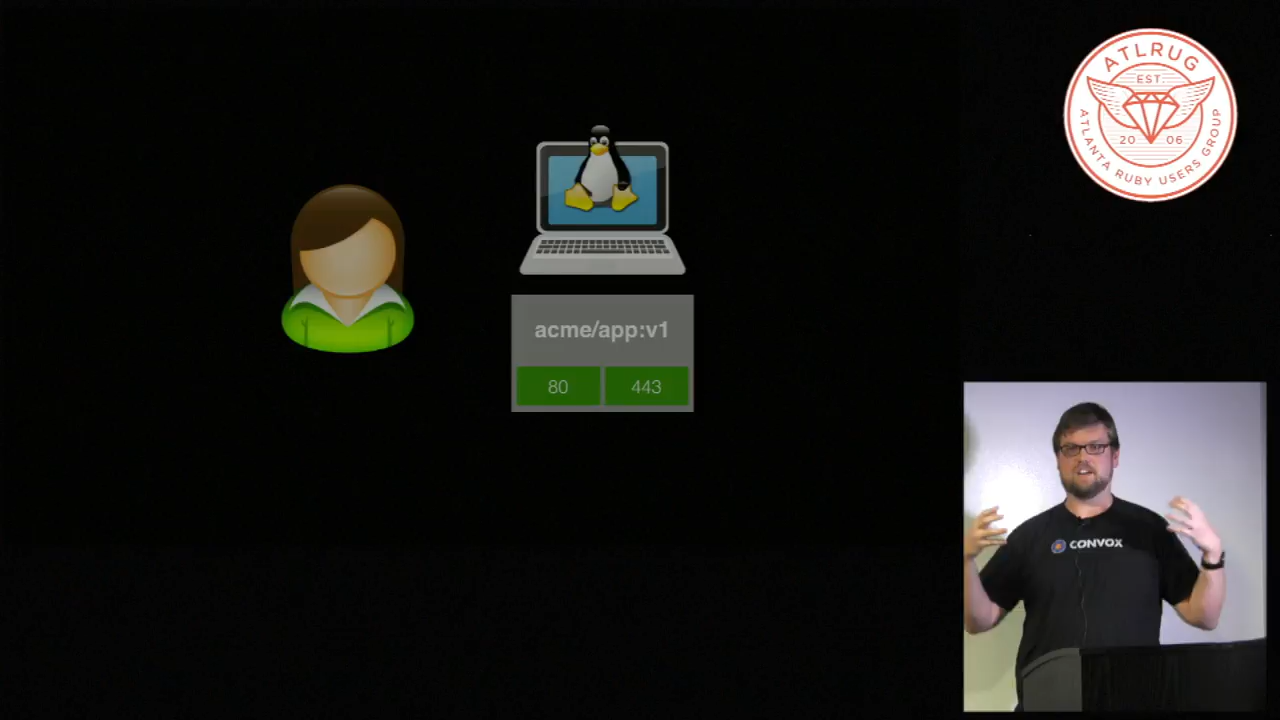 ATLRUG
EST.
20 06
ATLANTA RUBY USERS GROUP
acme/app:v1
80 443
CONVOX